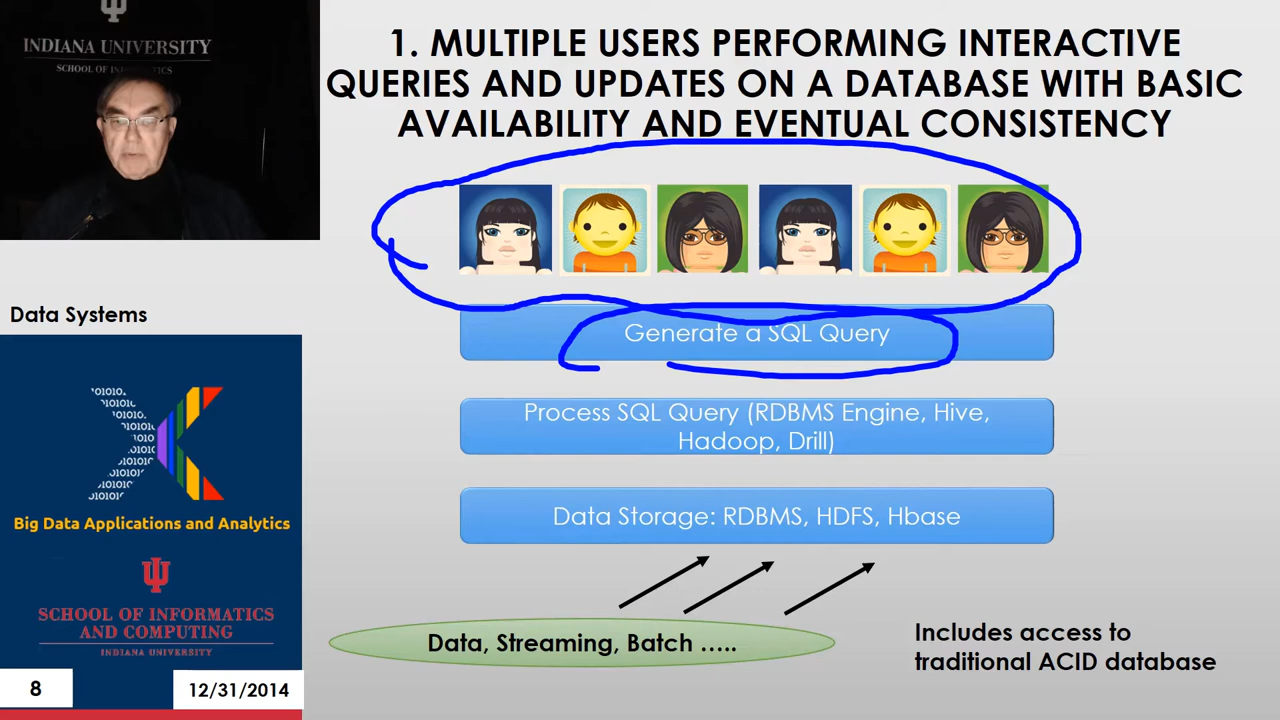 INDIANA UNIVERSITY
SCHOOL OF INFORMATICS
1. MULTIPLE USERS PERFORMING INTERACTIVE
QUERIES AND UPDATES ON A DATABASE WITH BASIC
AVAILABILITY AND EVENTUAL CONSISTENCY
Generate a SQL Query
Process SQL Query (RDBMS Engine, Hive,
Hadoop, Drill)
Data Storage: RDBMS, HDFS, Hbase
Data, Streaming, Batch …..
Includes access to
traditional ACID database
Data Systems
Big Data Applications and Analytics
SCHOOL OF INFORMATICS
AND COMPUTING
INDIANA UNIVERSITY
8
12/31/2014